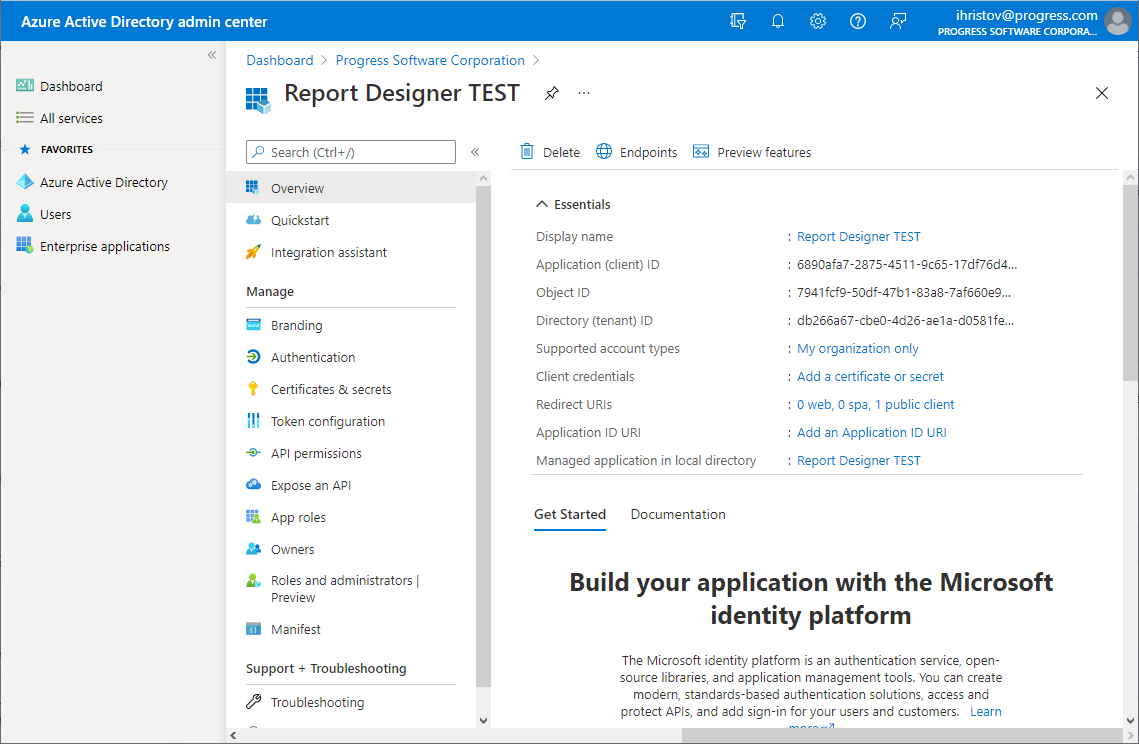 Azure Active Directory admin center
ihristov@progress.com
PROGRESS SOFTWARE CORPORA...
Dashboard
All services
FAVORITES
Azure Active Directory
Users
Enterprise applications
Dashboard > Progress Software Corporation >
Report Designer TEST
Search (Ctrl+/)
Overview
Quickstart
Integration assistant
Manage
Branding
Authentication
Certificates & secrets
Token configuration
API permissions
Expose an API
App roles
Owners
Roles and administrators |
Preview
Manifest
Support + Troubleshooting
Troubleshooting
Delete Endpoints Preview features
Essentials
Display name : Report Designer TEST
Application (client) ID : 6890afa7-2875-4511-9c65-17df76d4...
Object ID : 7941fcf9-50df-47b1-83a8-7af660e9...
Directory (tenant) ID : db266a67-cbe0-4d26-ae1a-d0581fe...
Supported account types : My organization only
Client credentials : Add a certificate or secret
Redirect URIs : 0 web, 0 spa, 1 public client
Application ID URI : Add an Application ID URI
Managed application in local directory : Report Designer TEST
Get Started Documentation
Build your application with the Microsoft
identity platform
The Microsoft identity platform is an authentication service, open-
source libraries, and application management tools. You can create
modern, standards-based authentication solutions, access and
protect APIs, and add sign-in for your users and customers. Learn
more